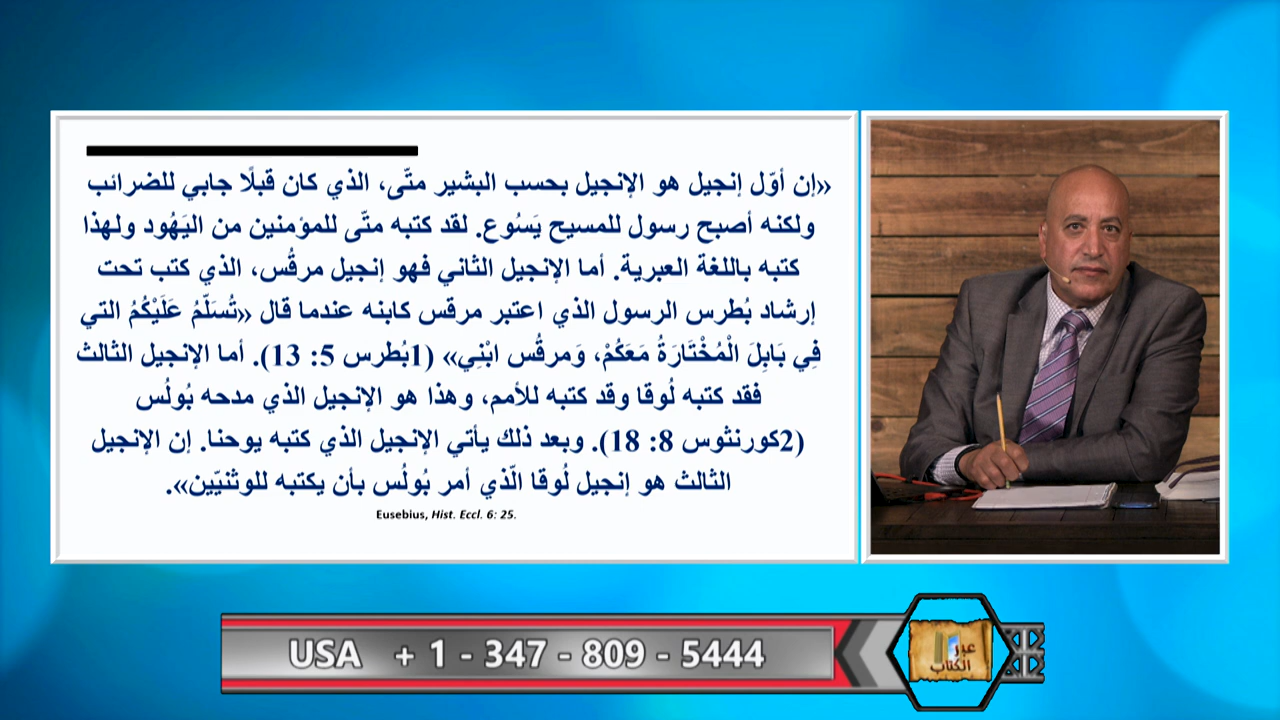 «إن أوّل إنجيل هو الإنجيل بحسب البشير متّى، الذي كان قبلًا جابي للضرائب
ولكنه أصبح رسول للمسيح يَسُوع. لقد كتبه متّى للمؤمنين من اليَهُود ولهذا
كتبه باللغة العبرية. أما الإنجيل الثاني فهو إنجيل مرقُس، الذي كتب تحت
إرشاد بُطرس الرسول الذي اعتبر مرقس كابنه عندما قال «تُسَلِّمُ عَلَيْكُمُ التي
فِي بَابِلَ الْمُخْتَارَةُ مَعَكُمْ، وَمرقُس ابْنِي» (1بُطرس 5: 13). أما الإنجيل الثالث
فقد كتبه لُوقا وقد كتبه للأمم، وهذا هو الإنجيل الذي مدحه بُولُس
(2كورنثوس 8: 18). وبعد ذلك يأتي الإنجيل الذي كتبه يوحنا. إن الإنجيل
الثالث هو إنجيل لُوقا الّذي أمر بُولُس بأن يكتبه للوثنيّين».
Eusebius, Hist. Eccl. 6: 25.
USA + 1 - 347 - 809 - 5444
عبر
الكتاب